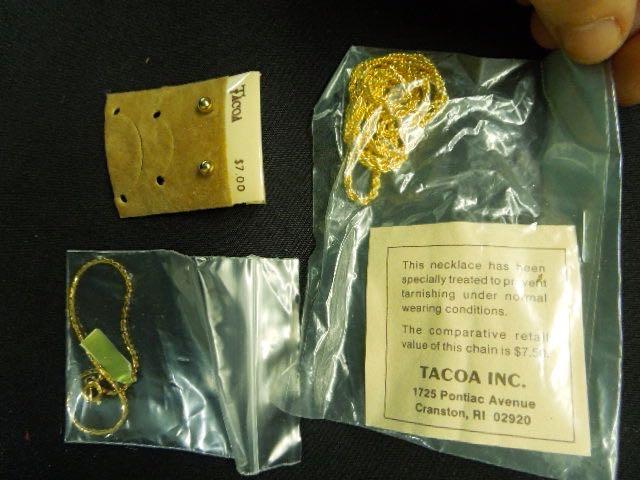 TACOA
$7.00
This necklace has been
specially treated to prevent
tarnishing under normal
wearing conditions.
The comparative retail
value of this chain is $7.50.
TACOA INC.
1725 Pontiac Avenue
Cranston, RI 02920